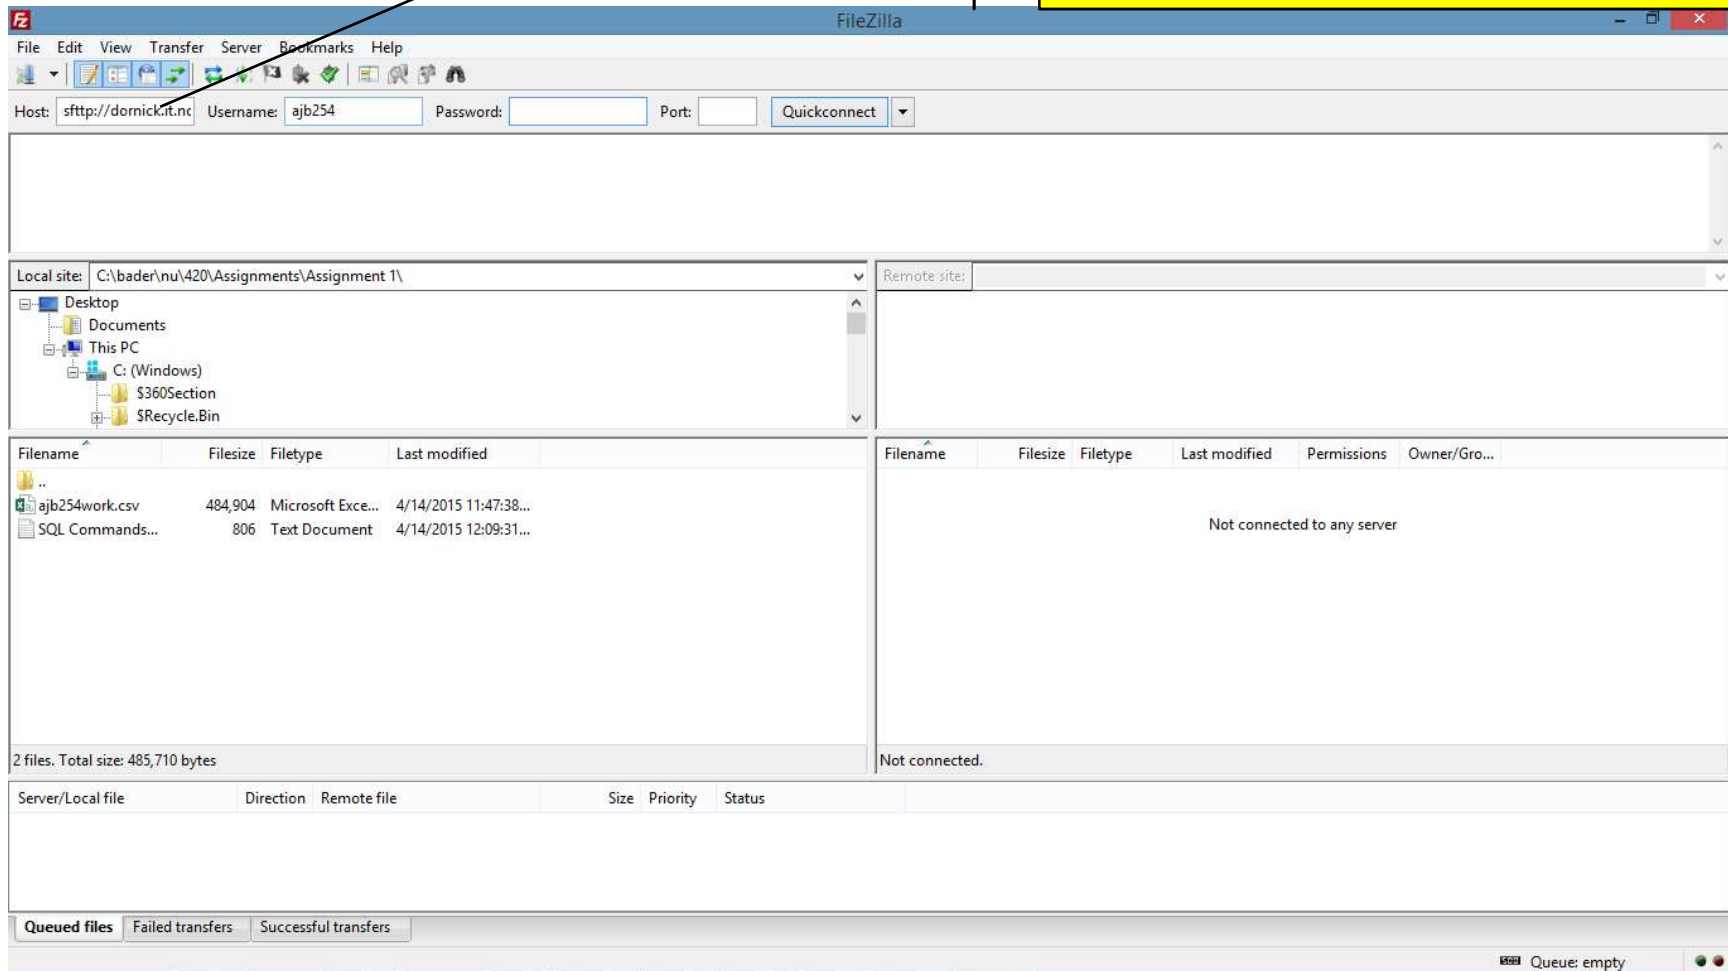 FileZilla
File Edit View Transfer Server Bookmarks Help
Host: sfttp://dornick.it.nc Username: ajb254 Password: Port: Quickconnect
Local site: C:\bader\nu\420\Assignments\Assignment 1\ Remote site:
Desktop
Documents
This PC
C: (Windows)
$360Section
$Recycle.Bin
Filename Filesize Filetype Last modified Filename Filesize Filetype Last modified Permissions Owner/Gro...
..
ajb254work.csv 484,904 Microsoft Exce... 4/14/2015 11:47:38...
SQL Commands... 806 Text Document 4/14/2015 12:09:31...
Not connected to any server
2 files. Total size: 485,710 bytes Not connected.
Server/Local file Direction Remote file Size Priority Status
Queued files Failed transfers Successful transfers
Queue: empty